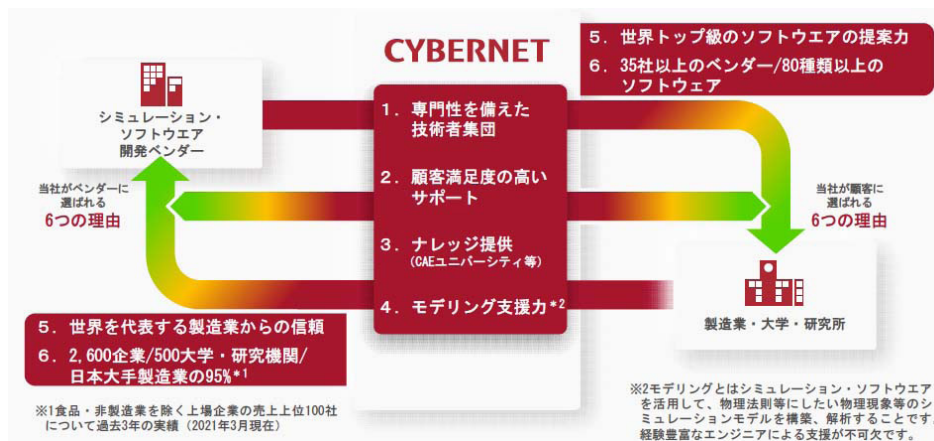 CYBERNET
5. 世界トップ級のソフトウエアの提案力
6. 35社以上のベンダー/80種類以上の
ソフトウェア
シミュレーション・
ソフトウエア
開発ベンダー
1. 専門性を備えた
技術者集団
2. 顧客満足度の高い
サポート
3. ナレッジ提供
(CAEユニバーシティ等)
4. モデリング支援力*2
当社がベンダーに
選ばれる
6つの理由
当社が顧客に
選ばれる
6つの理由
製造業・大学・研究所
5. 世界を代表する製造業からの信頼
6. 2,600企業/500大学・研究機関/
日本大手製造業の95%*1
※1食品・非製造業を除く上場企業の売上上位100社
について過去3年の実績（2021年3月現在）
※2モデリングとはシミュレーション・ソフトウエア
を活用して、物理法則等にしたい物理現象等のシ
ミュレーションモデルを構築、解析することです。
経験豊富なエンジニアによる支援が不可欠です。